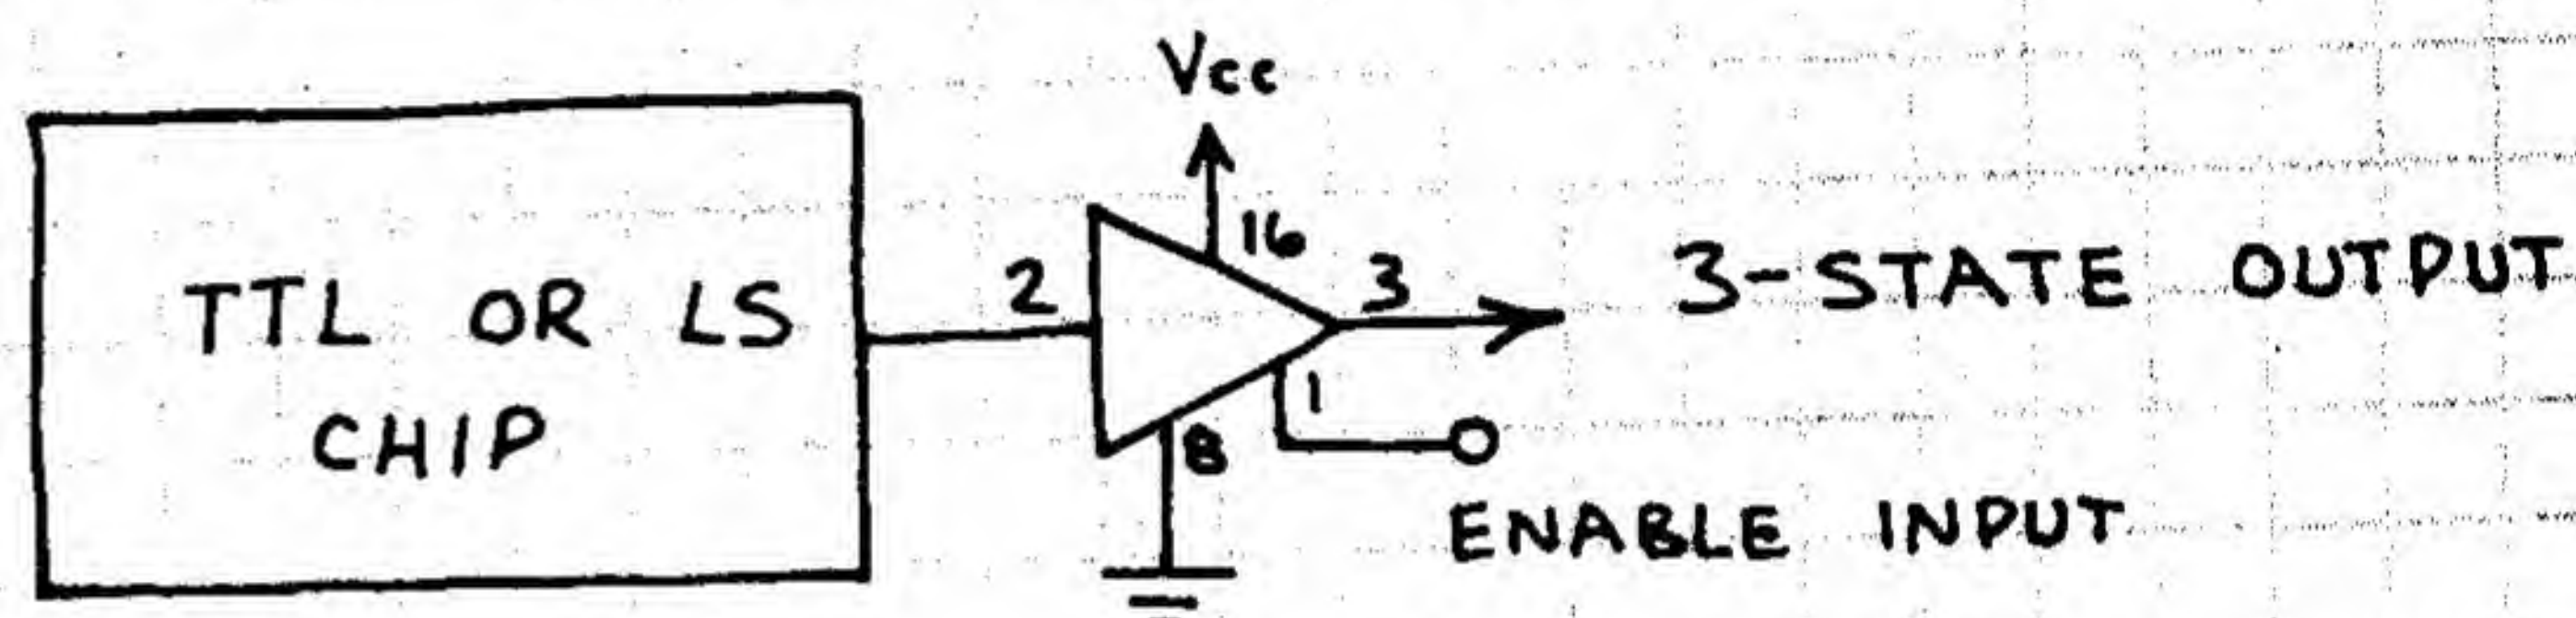 Vcc
16
TTL OR LS
CHIP
2
3
3-STATE OUTPUT
1
8
ENABLE INPUT